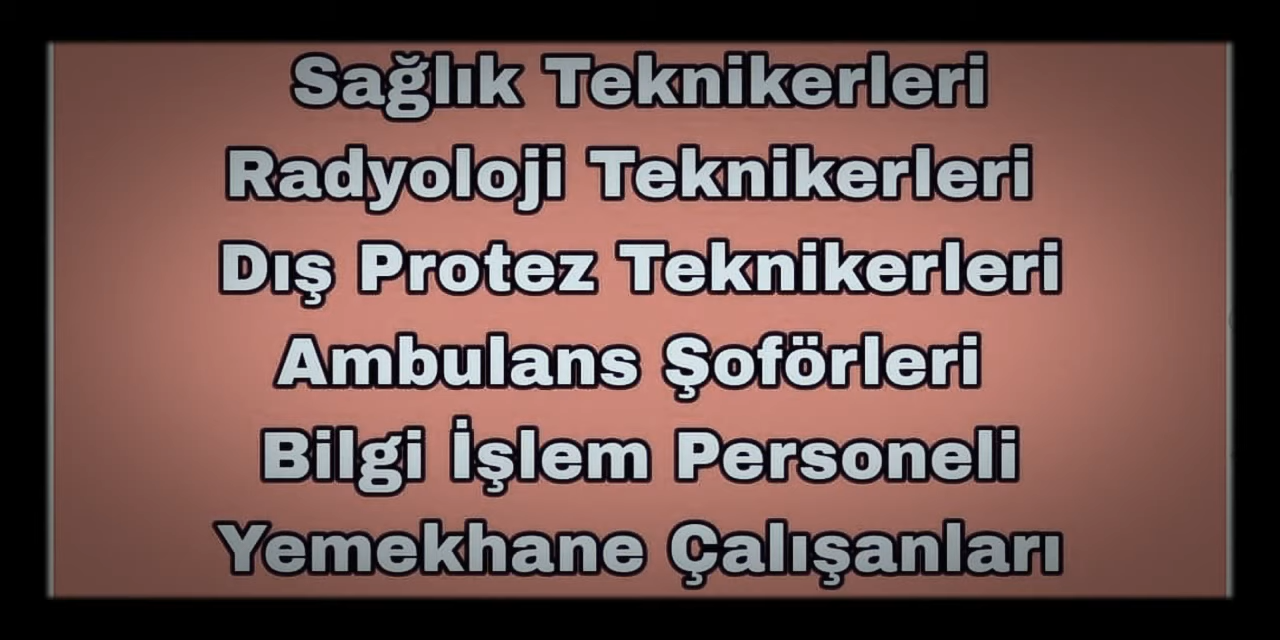 Sağlık Teknikerleri
Radyoloji Teknikerleri
Dış Protez Teknikerleri
Ambulans Şoförleri
Bilgi İşlem Personeli
Yemekhane Çalışanları